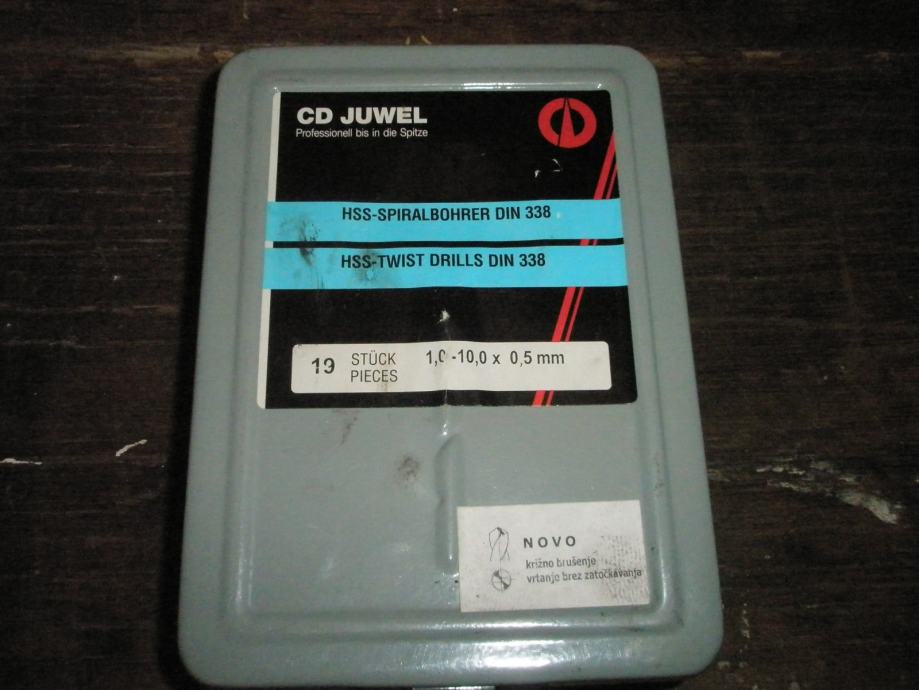 CD JUWEL
Professionell bis in die Spitze
HSS-SPIRALBOHRER DIN 338
HSS-TWIST DRILLS DIN 338
19 STÜCK 1,0 -10,0 x 0,5 mm
PIECES
NOVO
križno brušenje
vrtanje brez zatočkavanja